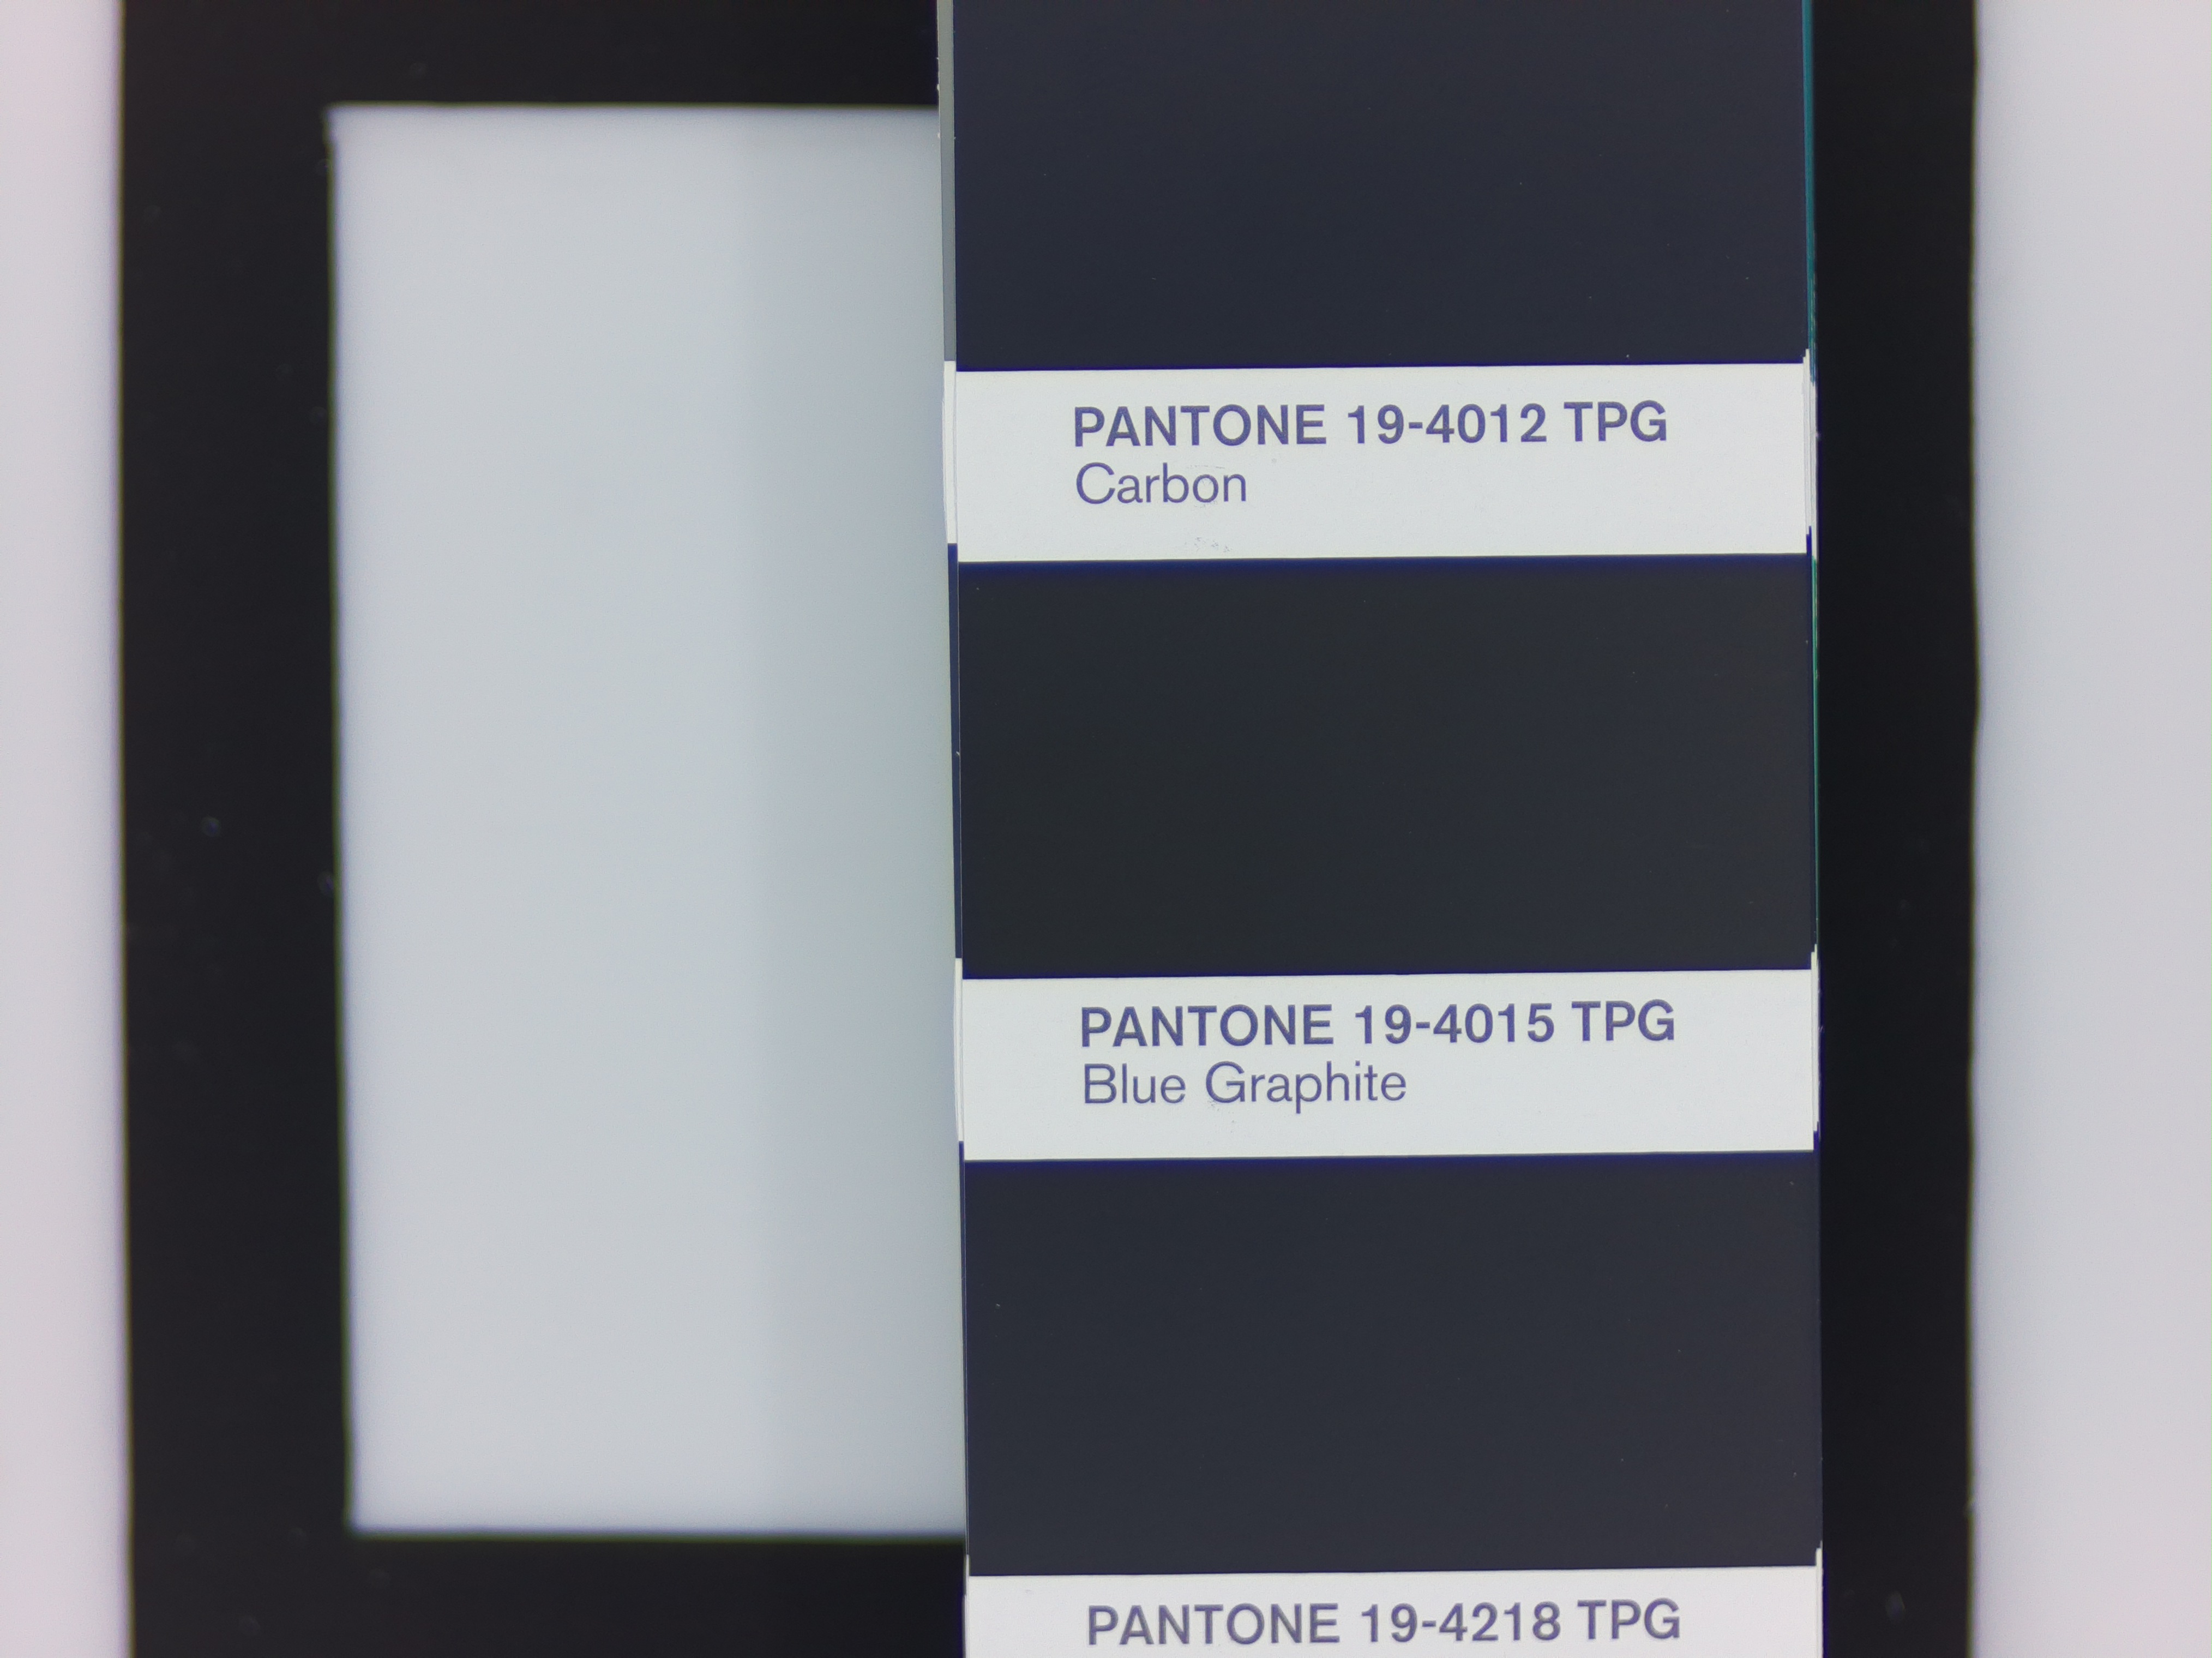 PANTONE 19-4012 TPG
Carbon
PANTONE 19-4015 TPG
Blue Graphite
PANTONE 19-4218 TPG